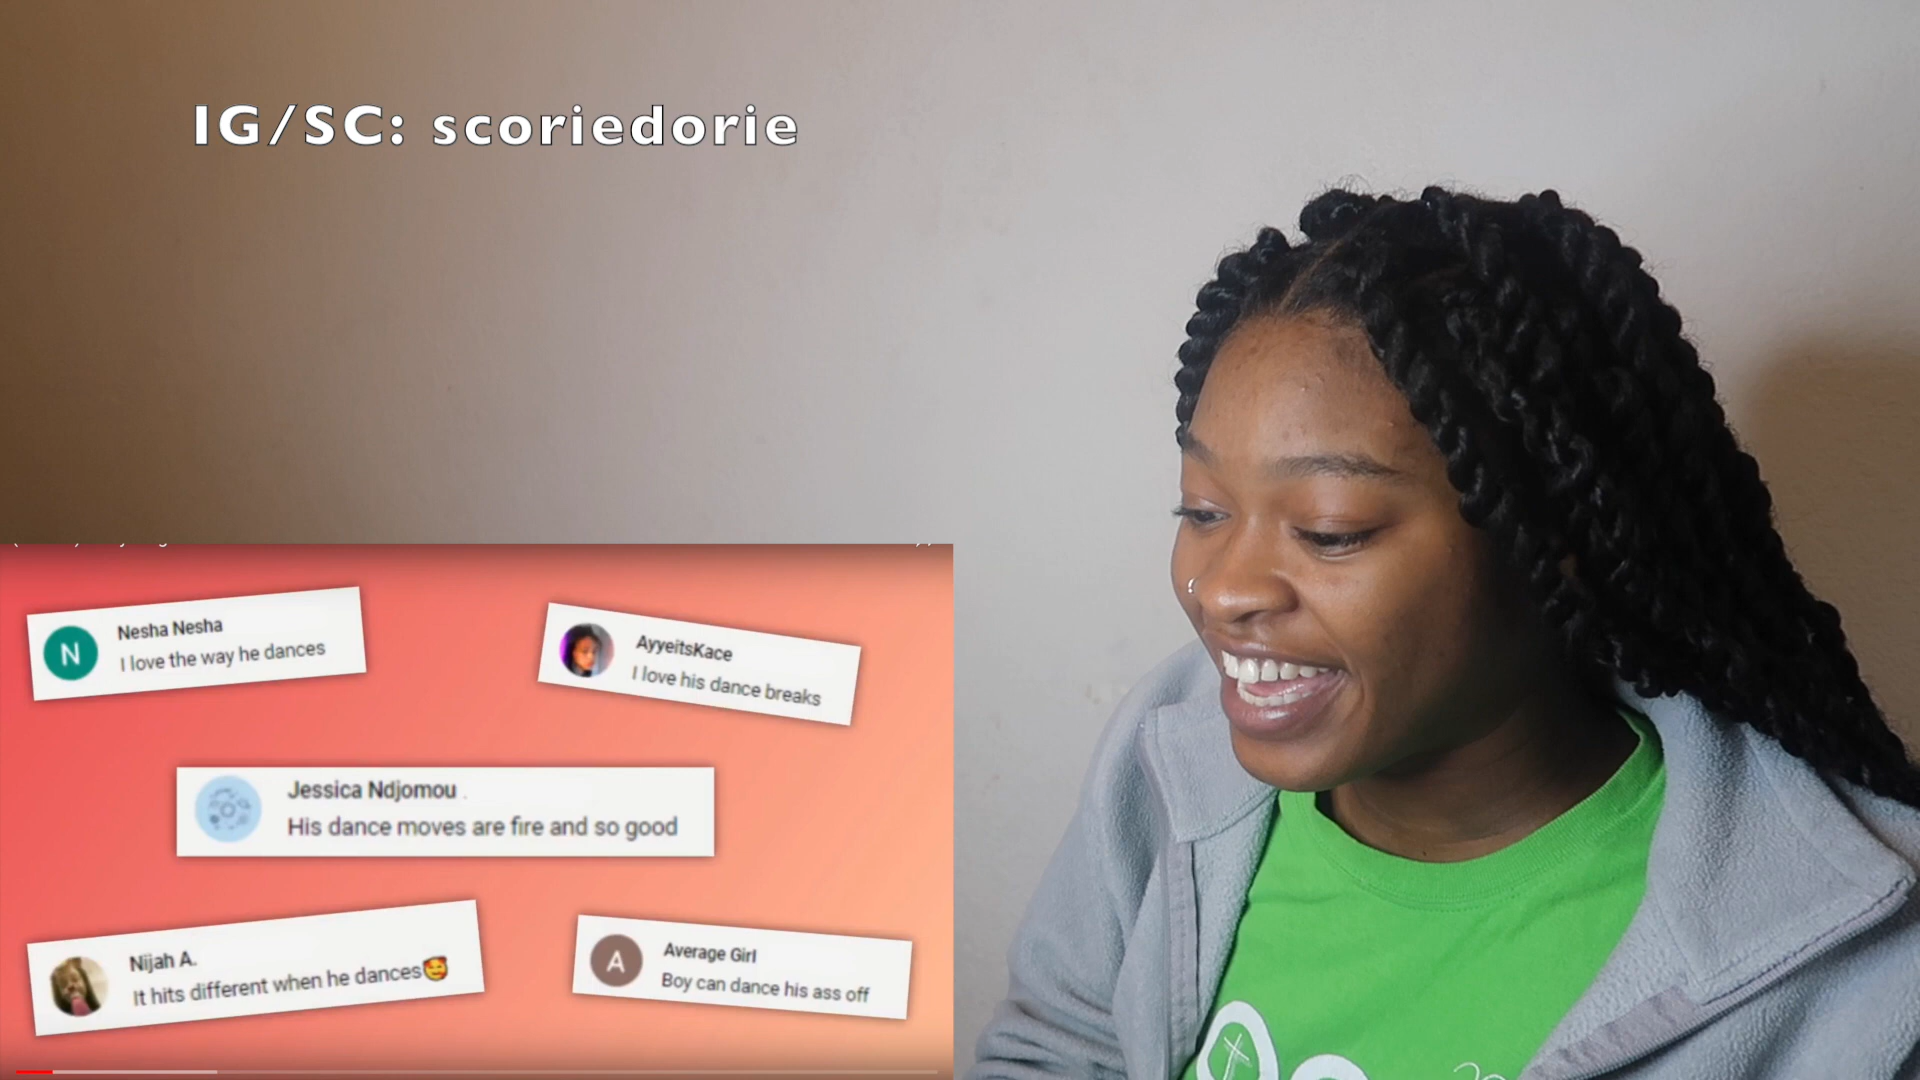 IG/SC: scoriedorie
N
Nesha Nesha
I love the way he dances
AyyeitsKace
I love his dance breaks
Jessica Ndjomou
His dance moves are fire and so good
Nijah A.
It hits different when he dances🥰
A
Average Girl
Boy can dance his ass off